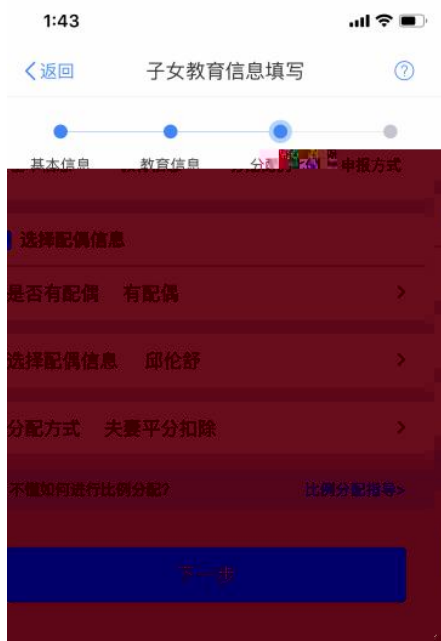 1:43
返回 子女教育信息填写
基本信息 教育信息 分配 申报方式
选择配偶信息
是否有配偶 有配偶
选择配偶信息 邱伦舒
分配方式 夫妻平分扣除
不懂如何进行比例分配? 比例分配指导>
下一步